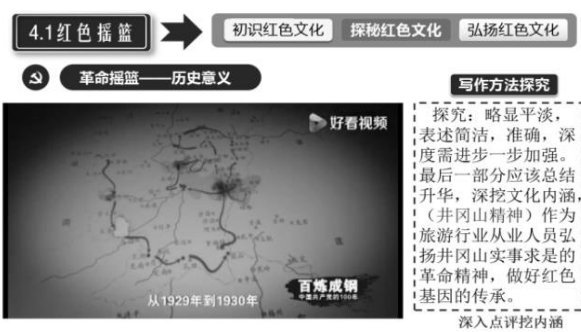 4.1红色摇篮
初识红色文化
探秘红色文化
弘扬红色文化
革命摇篮——历史意义
写作方法探究
好看视频
从1929年到1930年
百炼成钢
中国共产党的100年
探究：略显平淡，
表述简洁，准确，深
度需进步一步加强。
最后一部分应该总结
升华，深挖文化内涵，
（井冈山精神）作为
旅游行业从业人员弘
扬井冈山实事求是的
革命精神，做好红色
基因的传承。
深入点评挖内涵